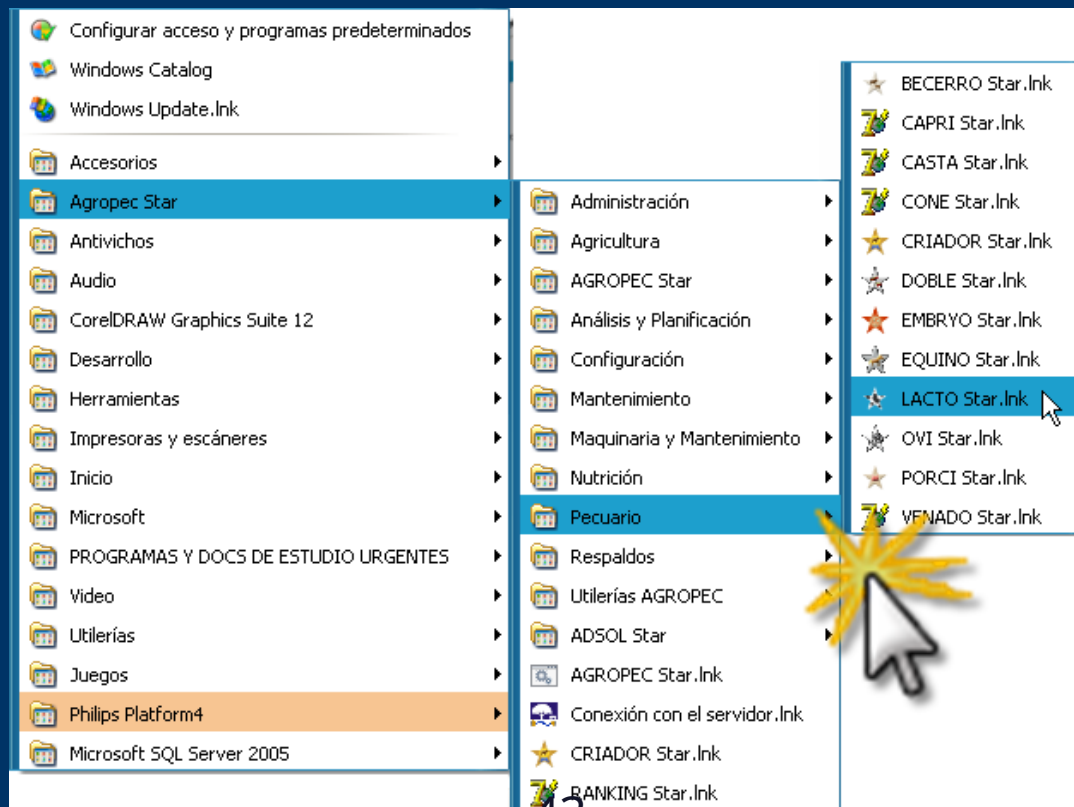 Configurar acceso y programas predeterminados
Windows Catalog
Windows Update.lnk
Accesorios
Agropec Star
Antivichos
Audio
CorelDRAW Graphics Suite 12
Desarrollo
Herramientas
Impresoras y escáneres
Inicio
Microsoft
PROGRAMAS Y DOCS DE ESTUDIO URGENTES
Video
Utilerías
Juegos
Philips Platform4
Microsoft SQL Server 2005
Administración
Agricultura
AGROPEC Star
Análisis y Planificación
Configuración
Mantenimiento
Maquinaria y Mantenimiento
Nutrición
Pecuario
Respaldos
Utilerías AGROPEC
ADSOL Star
AGROPEC Star.lnk
Conexión con el servidor.lnk
CRIADOR Star.lnk
RANKING Star.lnk
BECERRO Star.lnk
CAPRI Star.lnk
CASTA Star.lnk
CONE Star.lnk
CRIADOR Star.lnk
DOBLE Star.lnk
EMBRYO Star.lnk
EQUINO Star.lnk
LACTO Star.lnk
OVI Star.lnk
PORCI Star.lnk
VENADO Star.lnk